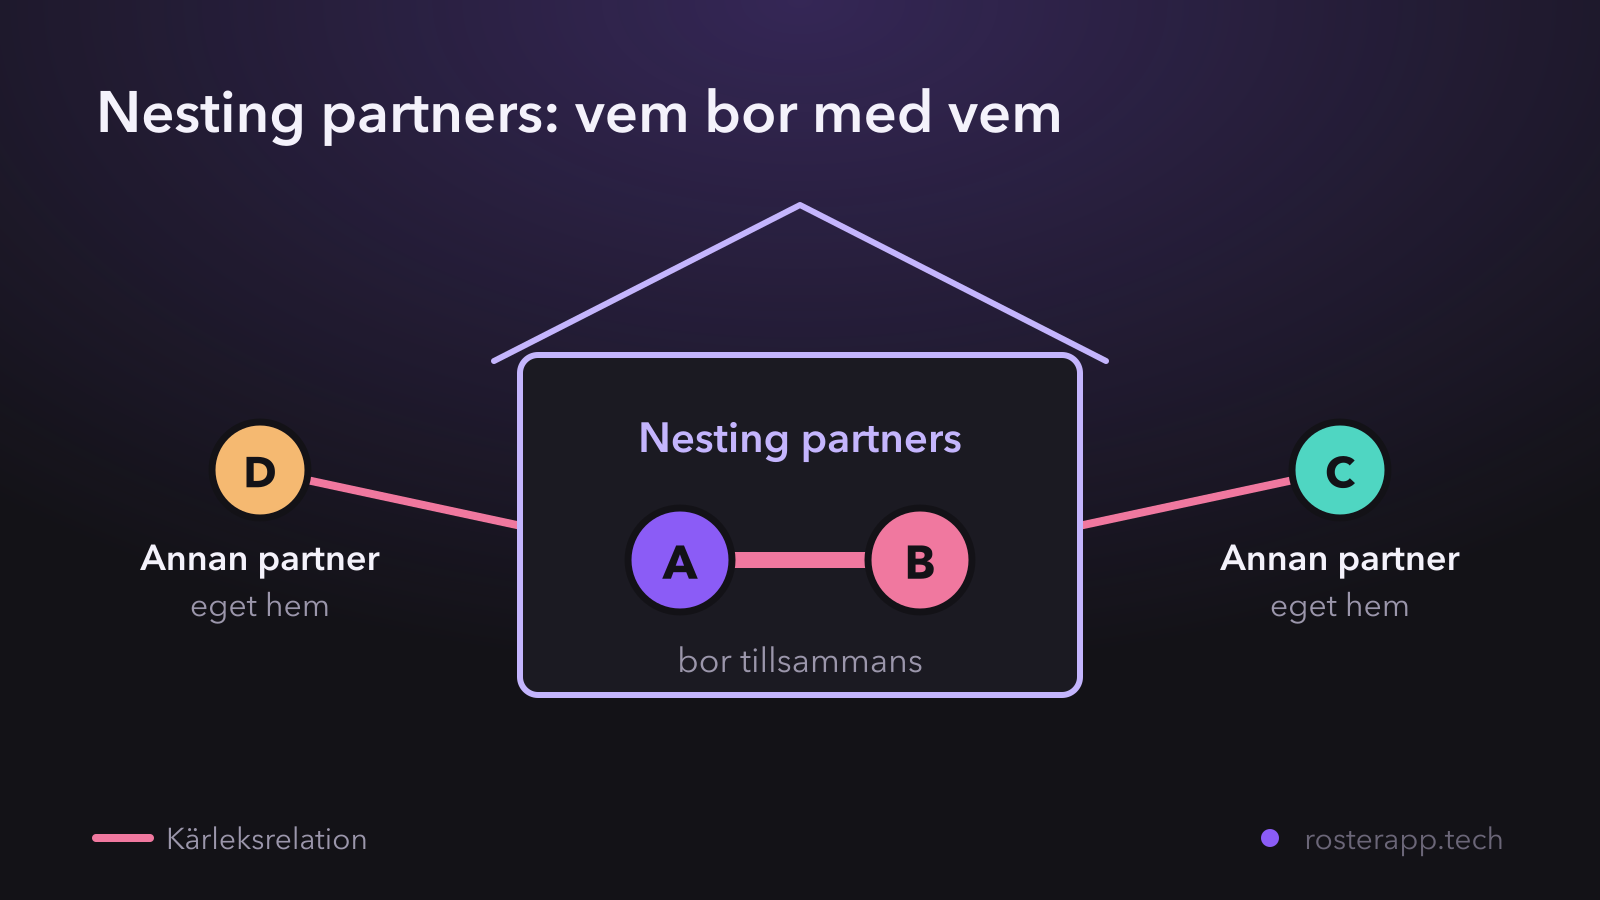 Nesting partners: vem bor med vem
Nesting partners
D
A
B
C
Annan partner
eget hem
Annan partner
eget hem
bor tillsammans
Kärleksrelation
rosterapp.tech